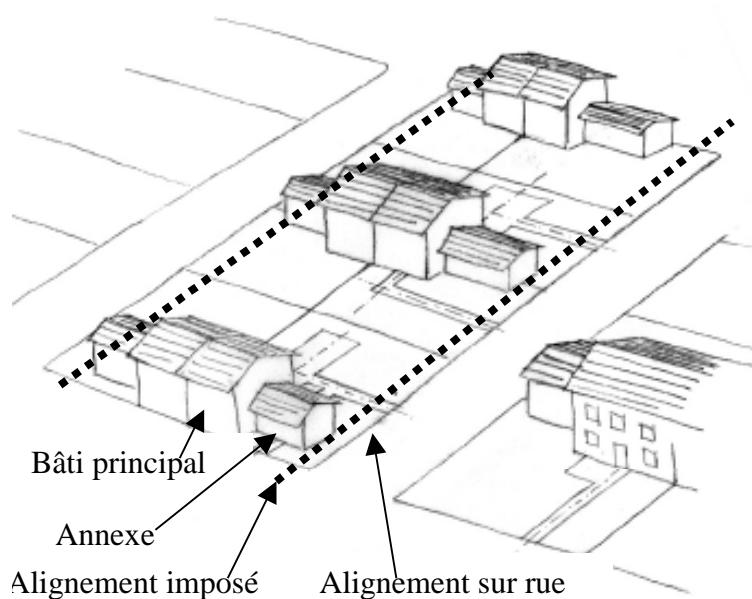 Bâti principal
Annexe
Alignement imposé
Alignement sur rue